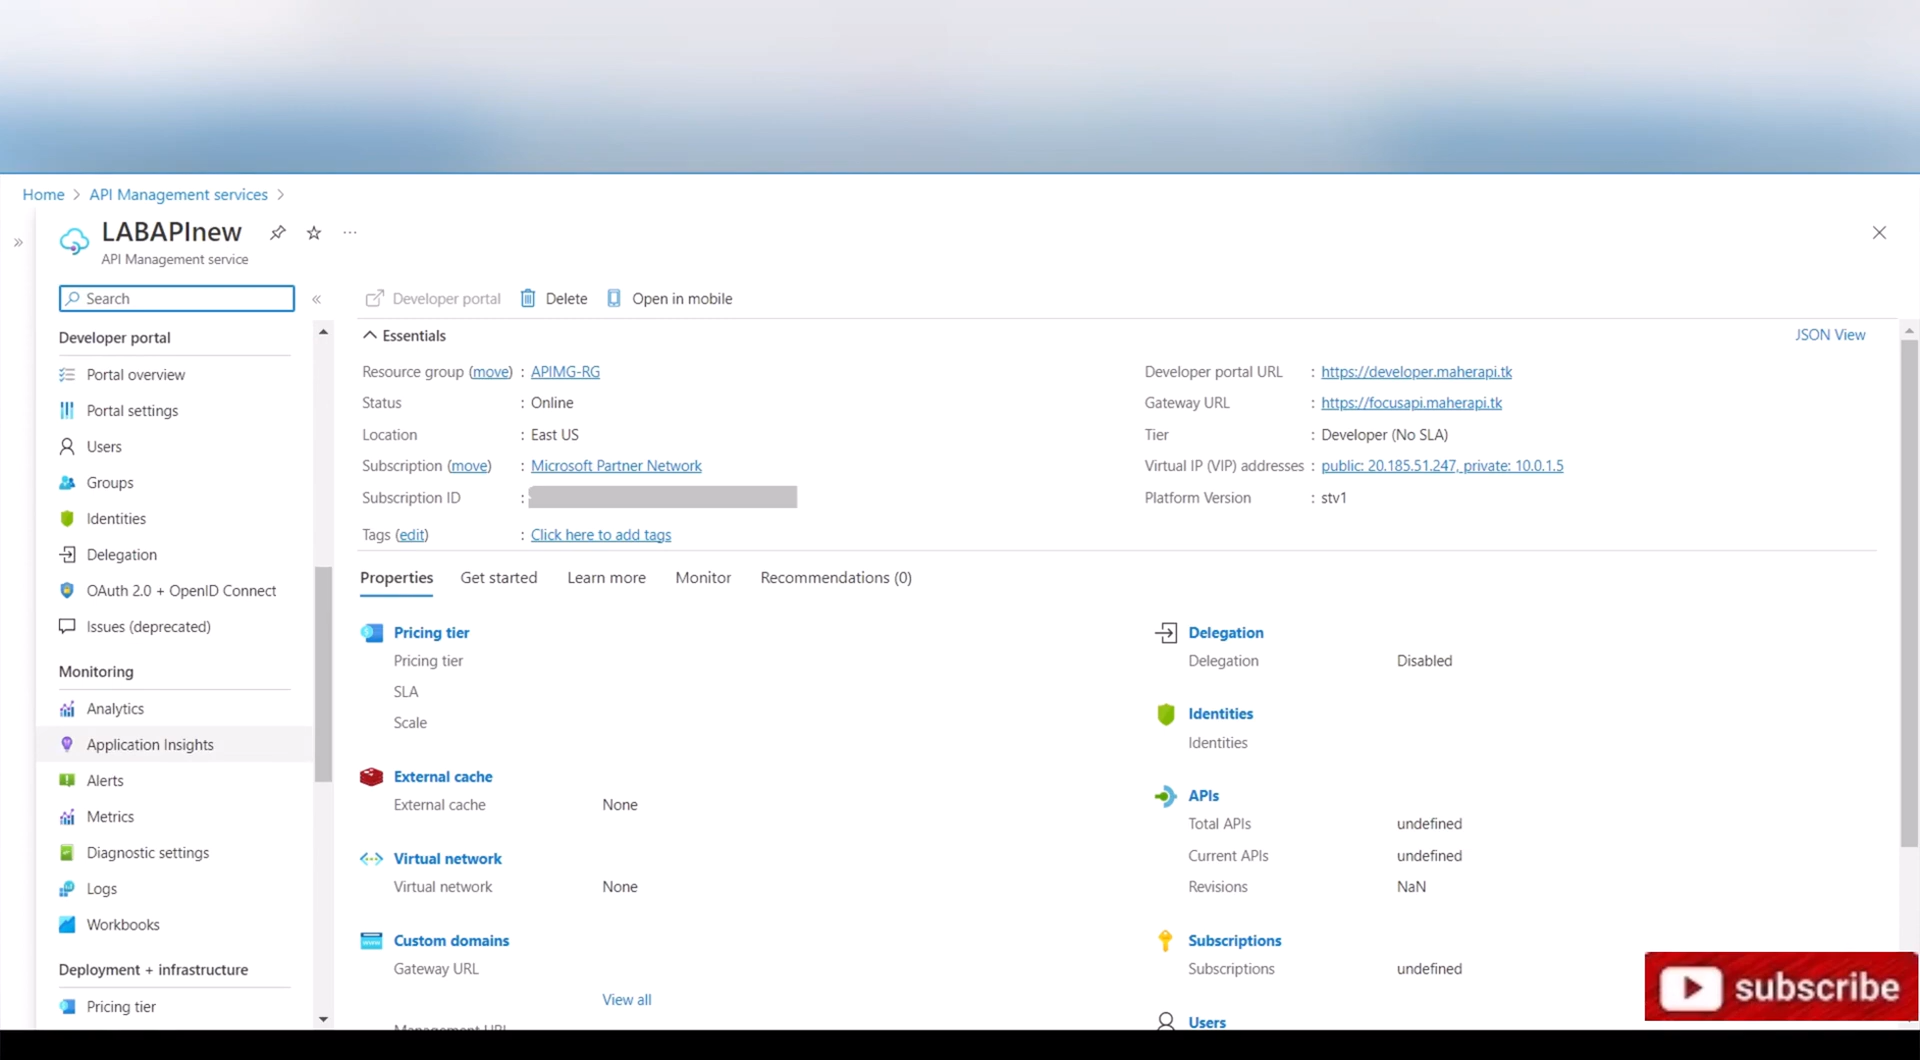 Home > API Management services >
LABAPInew
API Management service
Search
Developer portal
Portal overview
Portal settings
Users
Groups
Identities
Delegation
OAuth 2.0 + OpenID Connect
Issues (deprecated)
Monitoring
Analytics
Application Insights
Alerts
Metrics
Diagnostic settings
Logs
Workbooks
Deployment + infrastructure
Pricing tier
Developer portal Delete Open in mobile
Essentials
JSON View
Resource group (move) : APIMG-RG
Status : Online
Location : East US
Subscription (move) : Microsoft Partner Network
Subscription ID :
Tags (edit) : Click here to add tags
Developer portal URL : https://developer.maherapi.tk
Gateway URL : https://focusapi.maherapi.tk
Tier : Developer (No SLA)
Virtual IP (VIP) addresses : public: 20.185.51.247, private: 10.0.1.5
Platform Version : stv1
Properties Get started Learn more Monitor Recommendations (0)
Pricing tier
Pricing tier
SLA
Scale
External cache
External cache None
Virtual network
Virtual network None
Custom domains
Gateway URL
View all
Management URL
Delegation
Delegation Disabled
Identities
Identities
APIs
Total APIs undefined
Current APIs undefined
Revisions NaN
Subscriptions
Subscriptions undefined
Users
subscribe